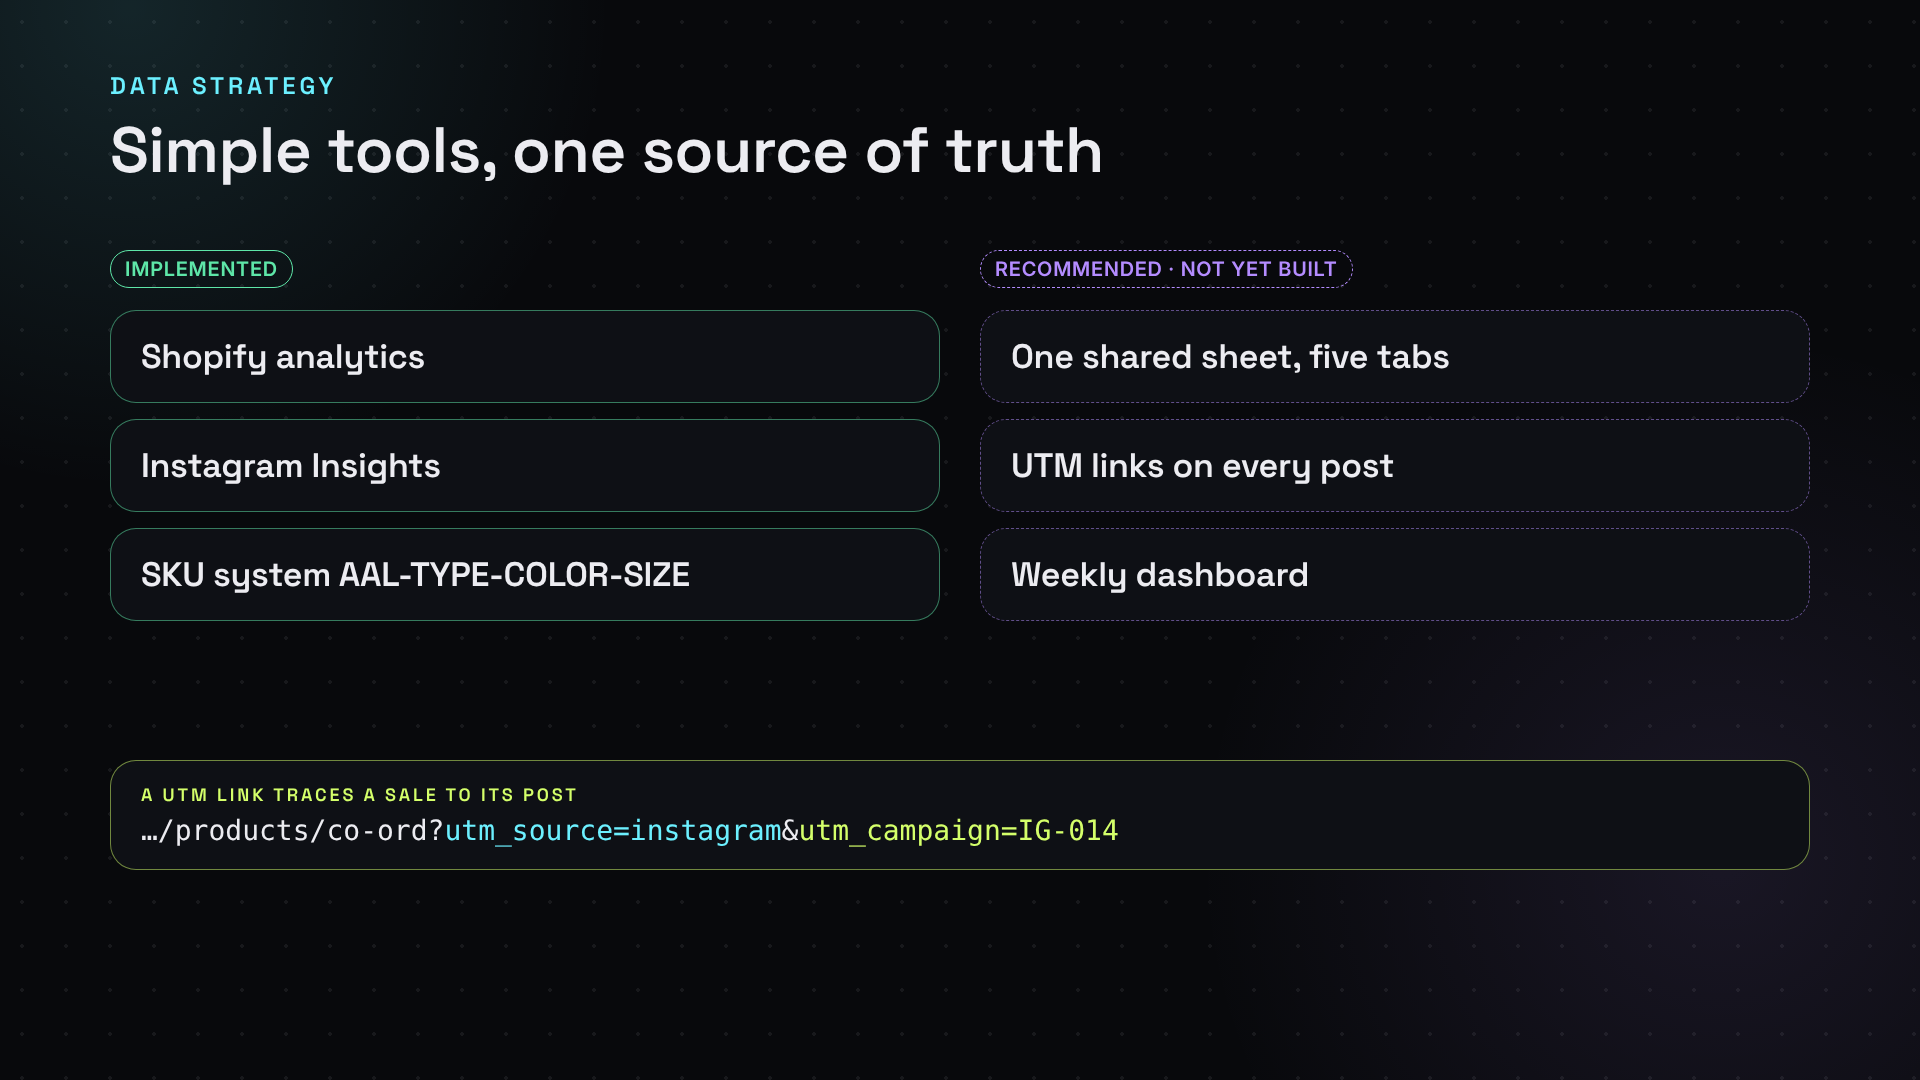 DATA STRATEGY
Simple tools, one source of truth
IMPLEMENTED
Shopify analytics
Instagram Insights
SKU system AAL-TYPE-COLOR-SIZE
RECOMMENDED · NOT YET BUILT
One shared sheet, five tabs
UTM links on every post
Weekly dashboard
A UTM LINK TRACES A SALE TO ITS POST
…/products/co-ord?utm_source=instagram&utm_campaign=IG-014